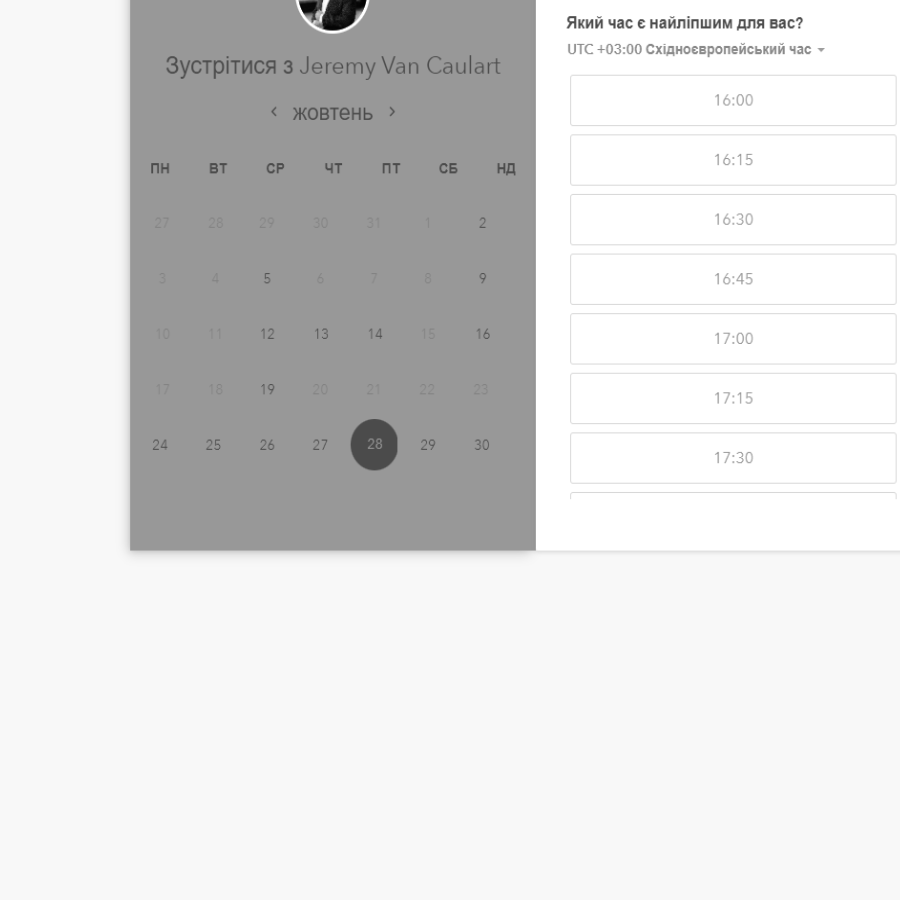 Зустрітися з Jeremy Van Caulart
жовтень
ПН ВТ СР ЧТ ПТ СБ НД
27 28 29 30 31 1 2
3 4 5 6 7 8 9
10 11 12 13 14 15 16
17 18 19 20 21 22 23
24 25 26 27 28 29 30
Який час є найліпшим для вас?
UTC +03:00 Східноєвропейський час
16:00
16:15
16:30
16:45
17:00
17:15
17:30